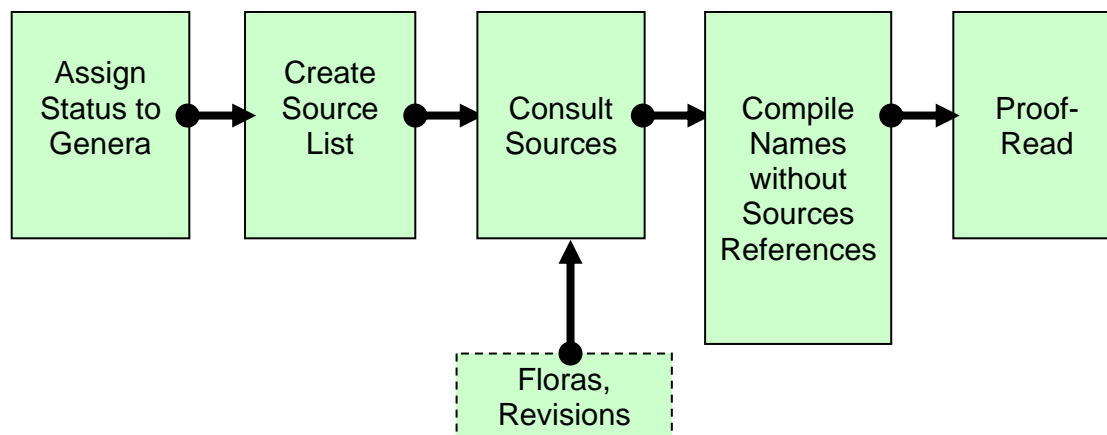 Assign
Status to
Genera
Create
Source
List
Consult
Sources
Compile
Names
without
Sources
References
Proof-
Read
Floras,
Revisions